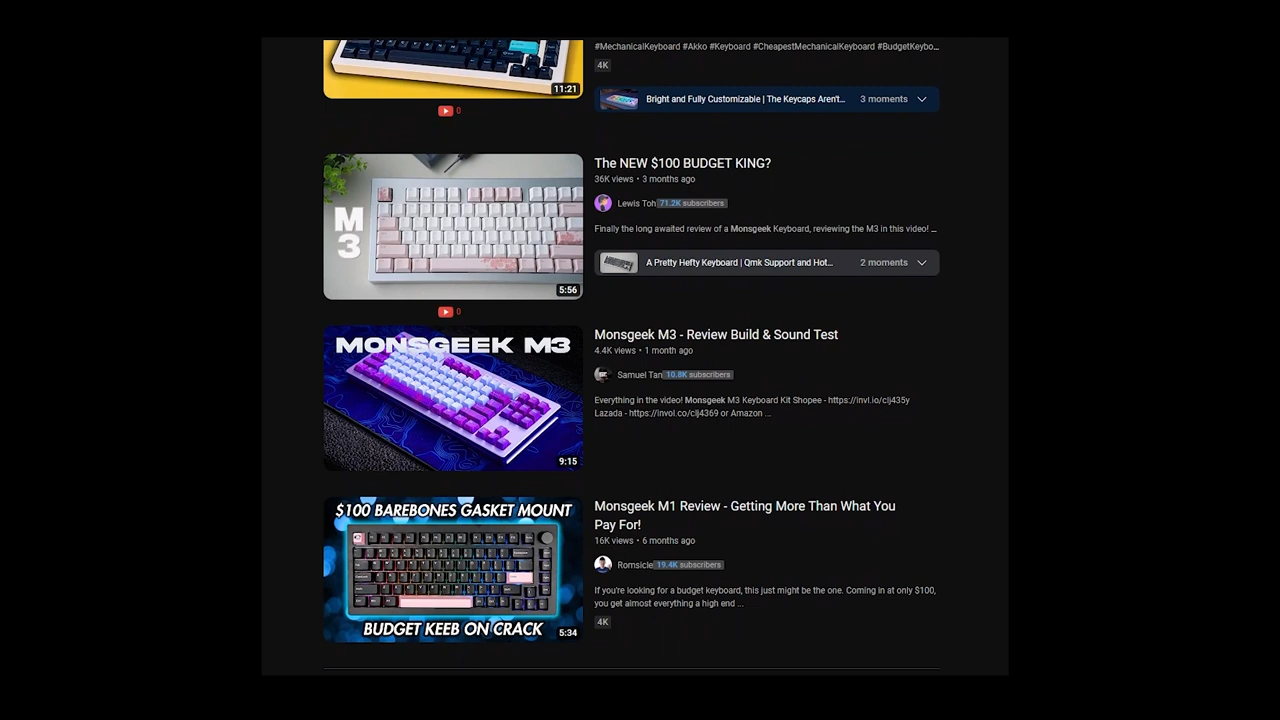 #MechanicalKeyboard #Akko #Keyboard #CheapestMechanicalKeyboard #BudgetKeybo...
11:21
4K
Bright and Fully Customizable | The Keycaps Aren't...
3 moments
0
The NEW $100 BUDGET KING?
36K views • 3 months ago
Lewis Toh 71.2K subscribers
M
3
Finally the long awaited review of a Monsgeek Keyboard, reviewing the M3 in this video! ...
A Pretty Hefty Keyboard | Qmk Support and Hot...
2 moments
5:56
0
MONSGEEK M3
Monsgeek M3 - Review Build & Sound Test
4.4K views • 1 month ago
Samuel Tan 10.8K subscribers
Everything in the video! Monsgeek M3 Keyboard Kit Shopee - https://invl.io/clj435y
Lazada - https://invol.co/clj4369 or Amazon ...
9:15
$100 BAREBONES GASKET MOUNT
Monsgeek M1 Review - Getting More Than What You
Pay For!
16K views • 6 months ago
Romsicle 19.4K subscribers
If you're looking for a budget keyboard, this just might be the one. Coming in at only $100,
you get almost everything a high end ...
4K
BUDGET KEEB ON CRACK
5:34